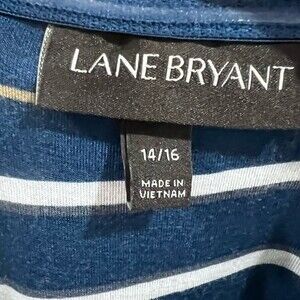 LANE BRYANT
14/16
MADE IN
VIETNAM